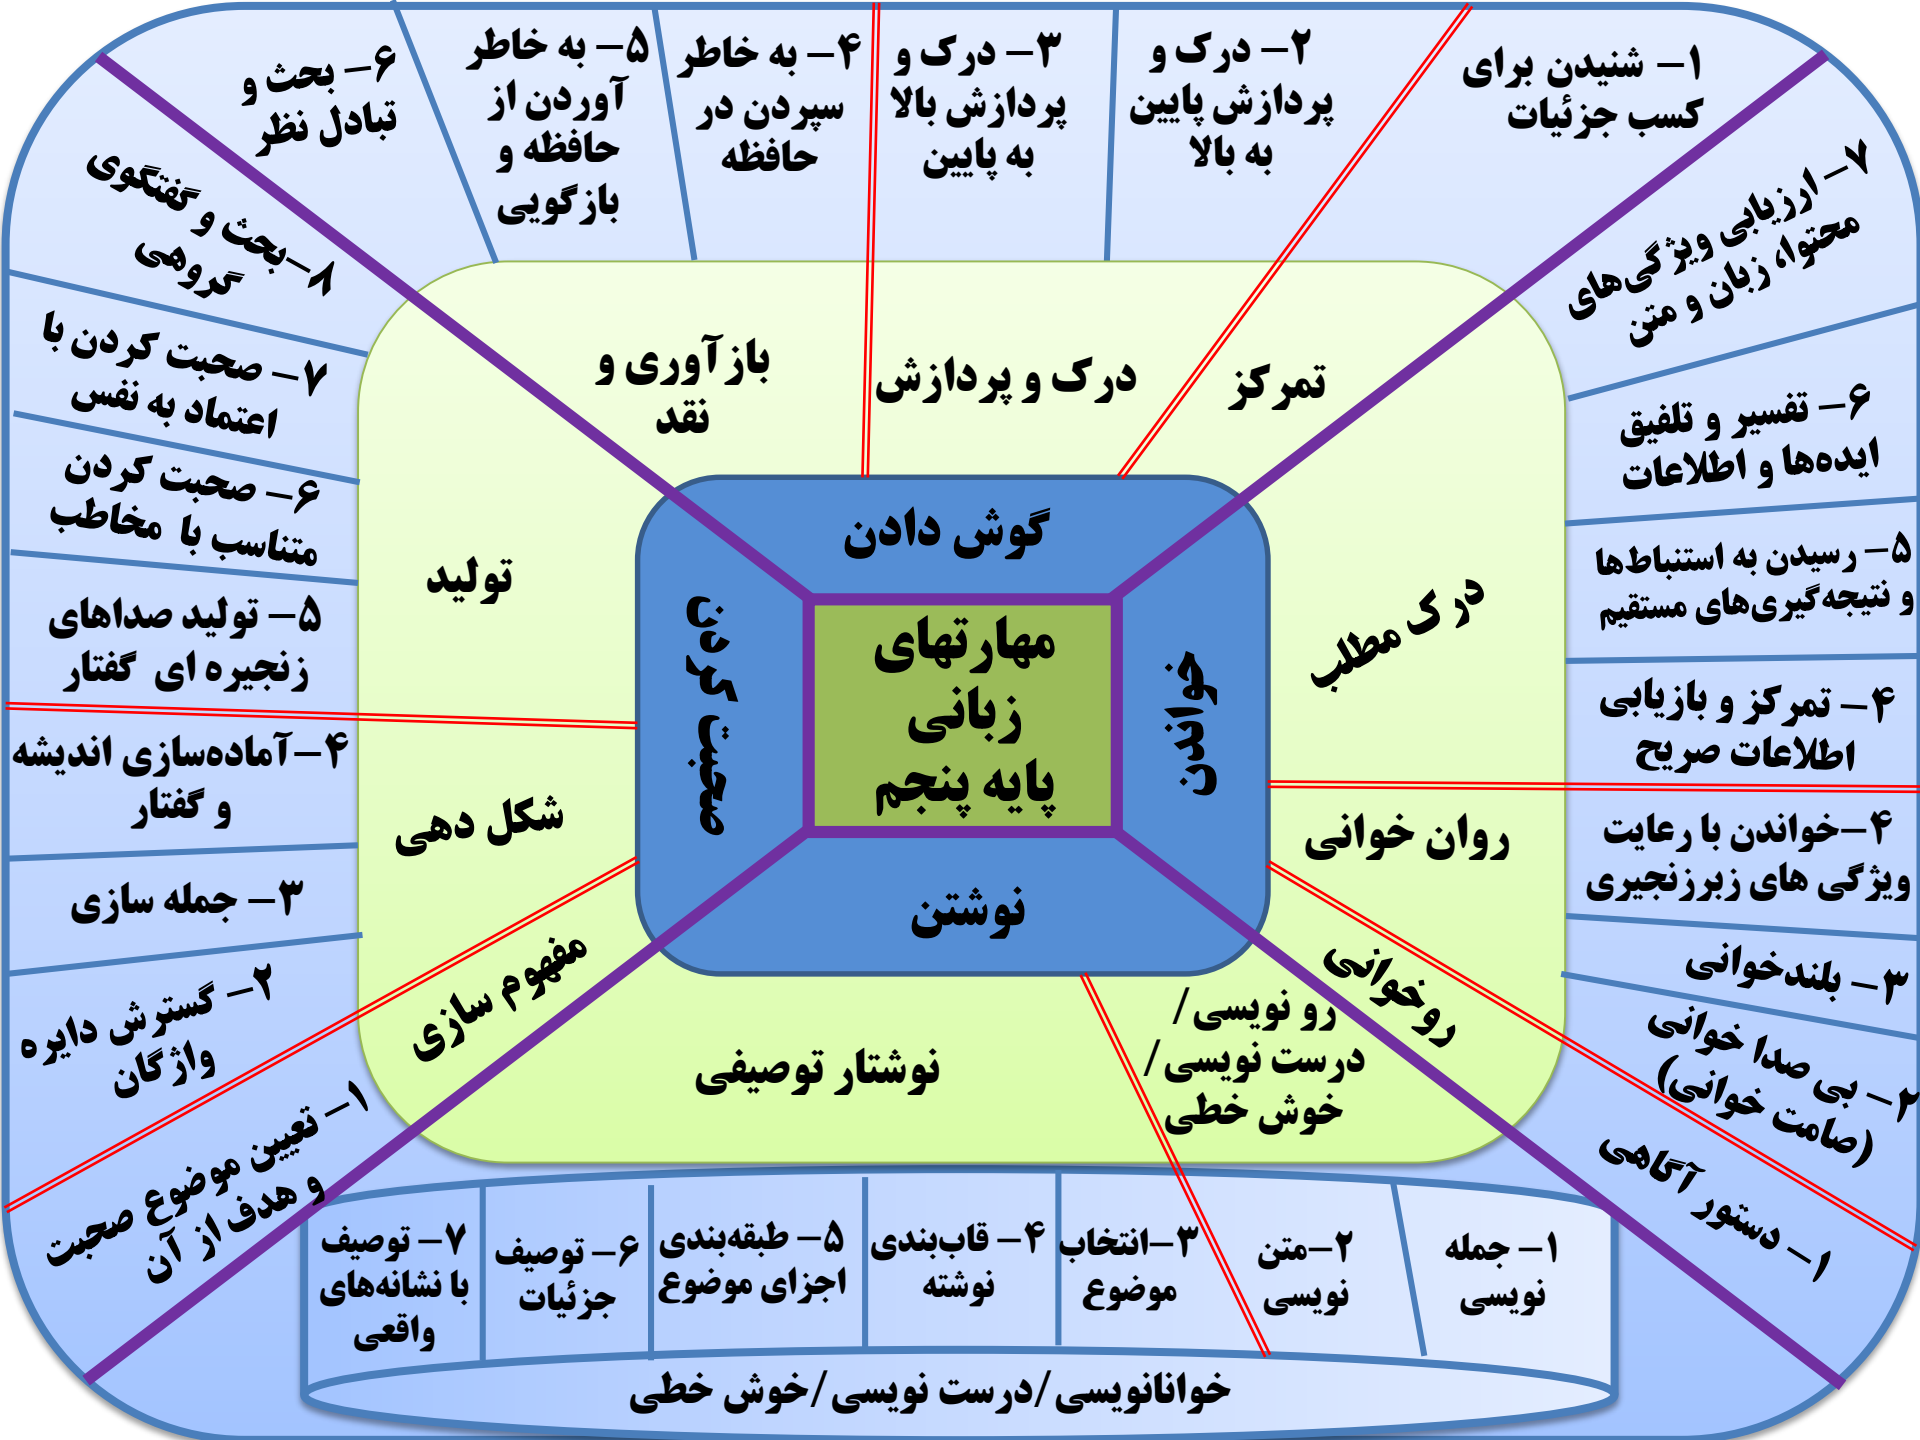 مهارتهای
زبانی
پایه پنجم
گوش دادن
تمرکز
درک و پردازش
بازآوری و
نقد
۱– شنیدن برای
کسب جزئیات
۲– درک و
پردازش پایین
به بالا
۳– درک و
پردازش بالا
به پایین
۴– به خاطر
سپردن در
حافظه
۵– به خاطر
آوردن از
حافظه و
بازگویی
۶– بحث و
تبادل نظر
صحبت کردن
مفهوم سازی
شکل دهی
تولید
۱– تعیین موضوع صحبت
و هدف از آن
۲– گسترش دایره
واژگان
۳– جمله سازی
۴–آماده‌سازی اندیشه
و گفتار
۵– تولید صداهای
زنجیره ای گفتار
۶– صحبت کردن
متناسب با مخاطب
۷– صحبت کردن با
اعتماد به نفس
۸–بحث و گفتگوی
گروهی
خواندن
روخوانی
روان خوانی
درک مطلب
۱– دستور آگاهی
۲– بی صدا خوانی
(صامت خوانی)
۳– بلندخوانی
۴–خواندن با رعایت
ویژگی های زبرزنجیری
۴– تمرکز و بازیابی
اطلاعات صریح
۵– رسیدن به استنباط‌ها
و نتیجه‌گیری‌های مستقیم
۶– تفسیر و تلفیق
ایده‌ها و اطلاعات
۷– ارزیابی ویژگی‌های
محتوا، زبان و متن
نوشتن
رو نویسی/
درست نویسی/
خوش خطی
نوشتار توصیفی
۱– جمله
نویسی
۲–متن
نویسی
۳–انتخاب
موضوع
۴– قاب‌بندی
نوشته
۵– طبقه‌بندی
اجزای موضوع
۶– توصیف
جزئیات
۷– توصیف
با نشانه‌های
واقعی
خوانانویسی/درست نویسی/خوش خطی